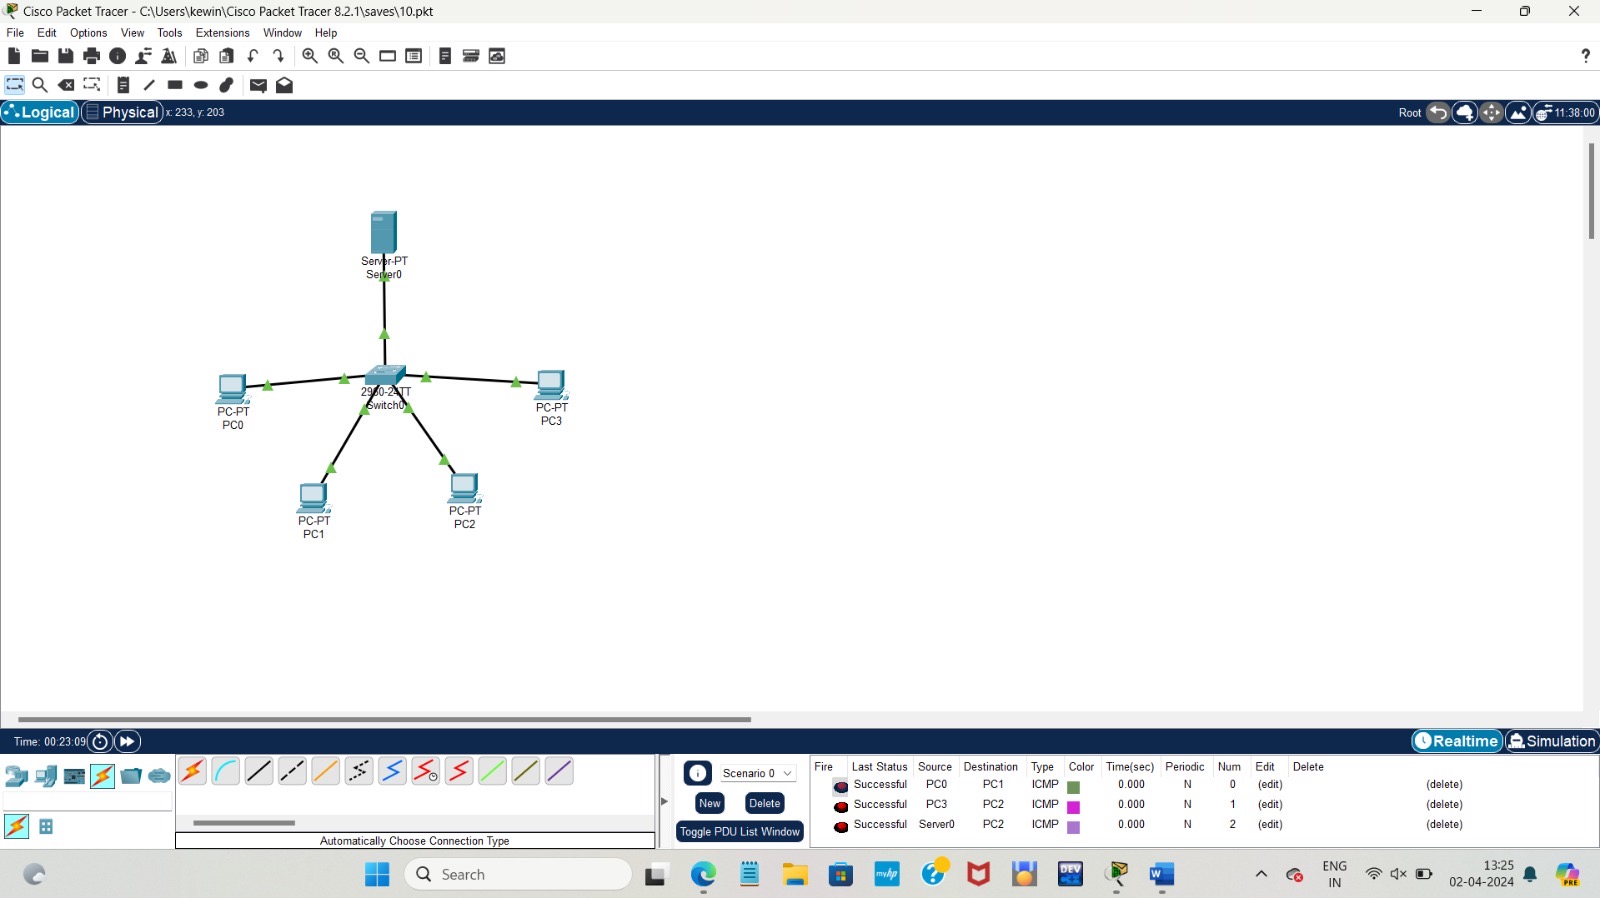 Cisco Packet Tracer - C:\Users\kewin\Cisco Packet Tracer 8.2.1\saves\10.pkt
File Edit Options View Tools Extensions Window Help
?
Logical Physical x: 233, y: 203 Root 11:38:00
Server-PT
Server0
2960-24TT
Switch0
PC-PT
PC0
PC-PT
PC3
PC-PT
PC1
PC-PT
PC2
Time: 00:23:09 Realtime Simulation
Scenario 0
New Delete
Toggle PDU List Window
Automatically Choose Connection Type
Fire Last Status Source Destination Type Color Time(sec) Periodic Num Edit Delete
Successful PC0 PC1 ICMP 0.000 N 0 (edit) (delete)
Successful PC3 PC2 ICMP 0.000 N 1 (edit) (delete)
Successful Server0 PC2 ICMP 0.000 N 2 (edit) (delete)
Search
myhp
DEV
W
ENG
IN
13:25
02-04-2024
PRE